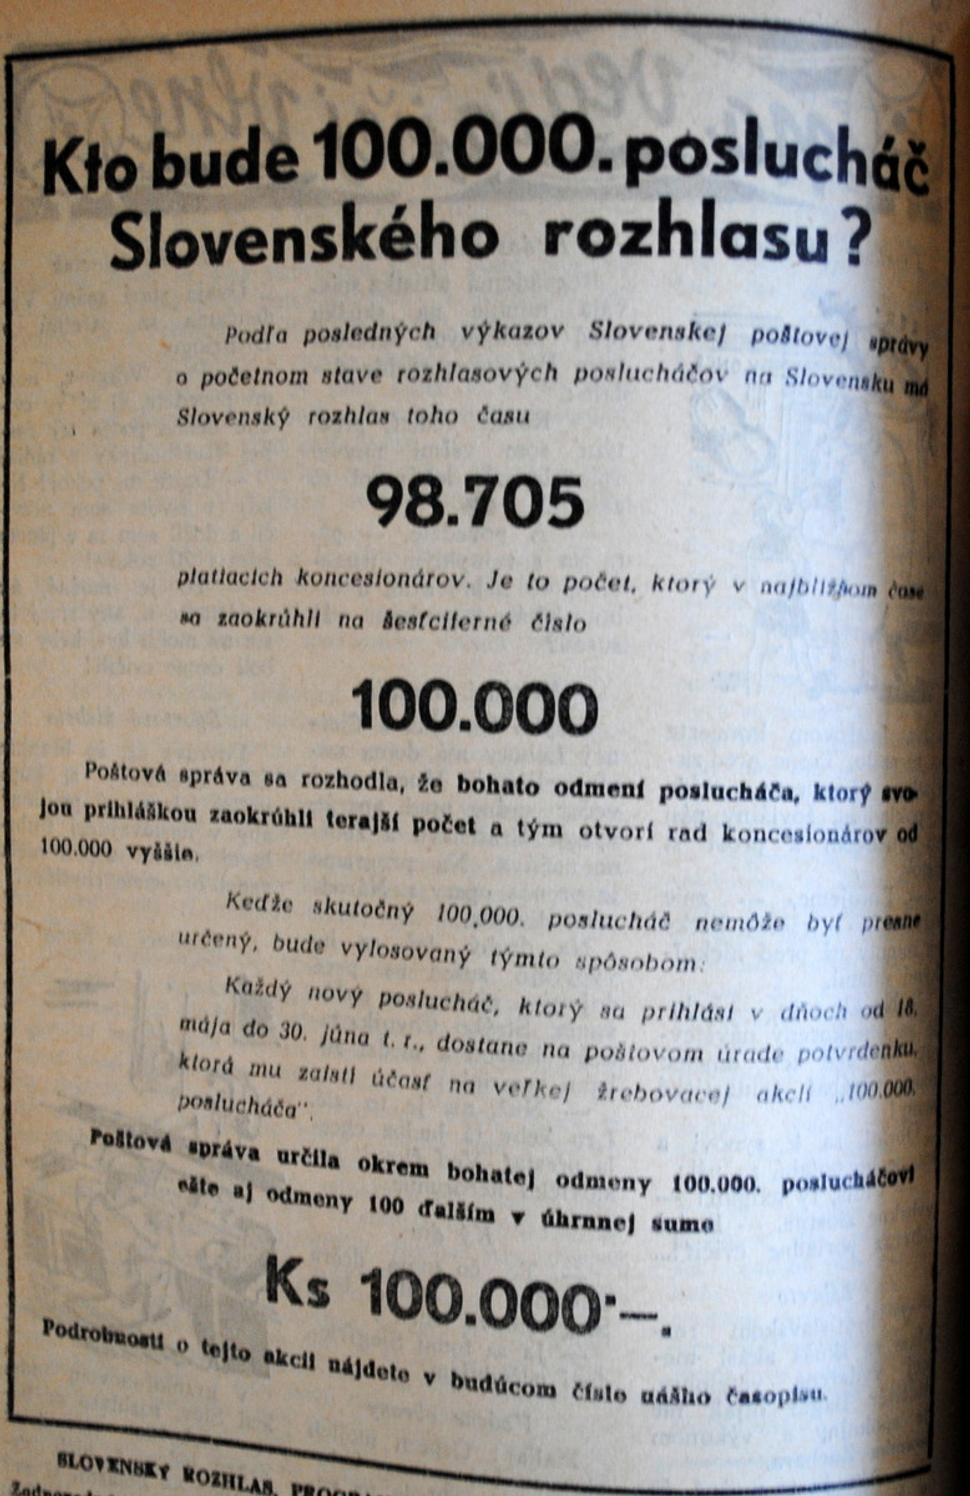 Kto bude 100.000. poslucháč
Slovenského rozhlasu?
Podľa posledných výkazov Slovenskej poštovej správy
o početnom stave rozhlasových poslucháčov na Slovensku má
Slovenský rozhlas toho času
98.705
platiacich koncesionárov. Je to počet, ktorý v najbližšom čase
sa zaokrúhli na šesťciferné číslo
100.000
Poštová správa sa rozhodla, že bohato odmení poslucháča, ktorý svo-
jou prihláškou zaokrúhli terajší počet a tým otvorí rad koncesionárov od
100.000 vyššie.
Keďže skutočný 100.000. poslucháč nemôže byť presne
určený, bude vylosovaný týmto spôsobom:
Každý nový poslucháč, ktorý sa prihlási v dňoch od 18.
mája do 30. júna t. r., dostane na poštovom úrade potvrdenku,
ktorá mu zaistí účasť na veľkej žrebovacej akcii „100.000.
poslucháča".
Poštová správa určila okrem bohatej odmeny 100.000. poslucháčovi
ešte aj odmeny 100 ďalším v úhrnnej sume
Ks 100.000·—.
Podrobnosti o tejto akcii nájdete v budúcom čísle nášho časopisu.
SLOVENSKÝ ROZHLAS,